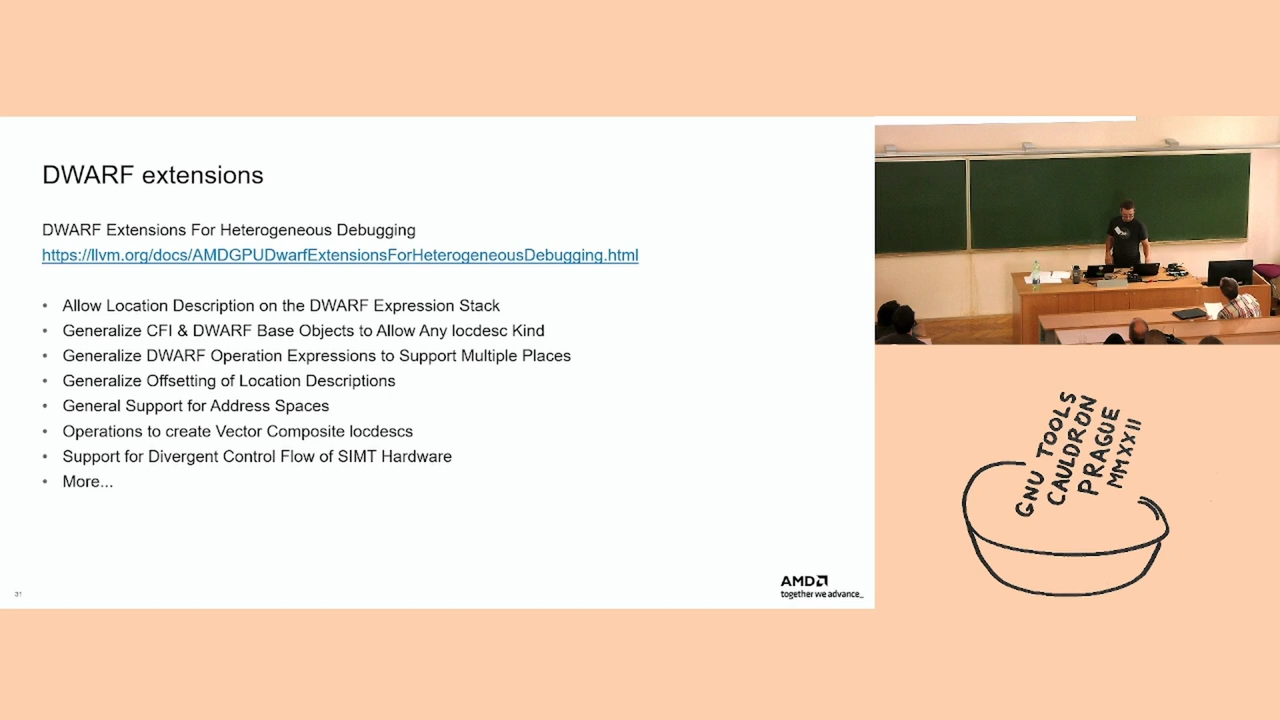 DWARF extensions
DWARF Extensions For Heterogeneous Debugging
https://llvm.org/docs/AMDGPUDwarfExtensionsForHeterogeneousDebugging.html
• Allow Location Description on the DWARF Expression Stack
• Generalize CFI & DWARF Base Objects to Allow Any locdesc Kind
• Generalize DWARF Operation Expressions to Support Multiple Places
• Generalize Offsetting of Location Descriptions
• General Support for Address Spaces
• Operations to create Vector Composite locdescs
• Support for Divergent Control Flow of SIMT Hardware
• More...
31
AMD
together we advance_
GNU TOOLS
CAULDRON
PRAGUE
MMXXII